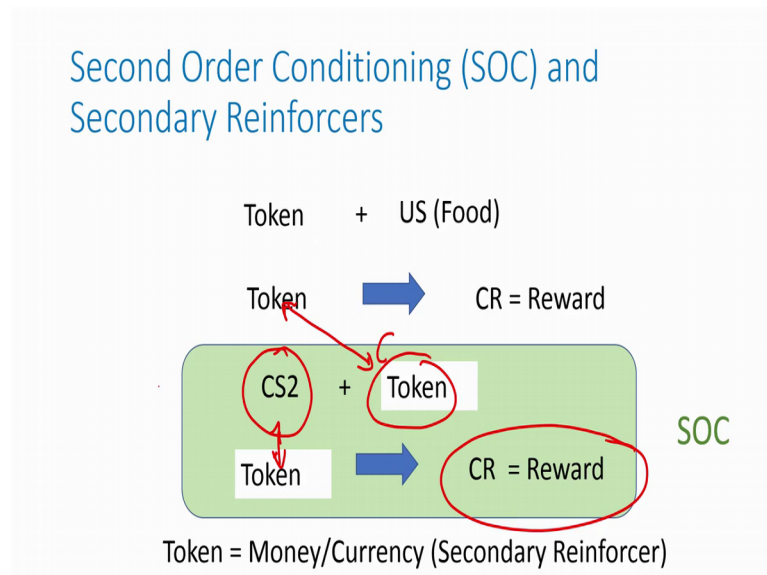 Second Order Conditioning (SOC) and
Secondary Reinforcers
Token + US (Food)
Token CR = Reward
CS2 + Token
Token CR = Reward
SOC
Token = Money/Currency (Secondary Reinforcer)